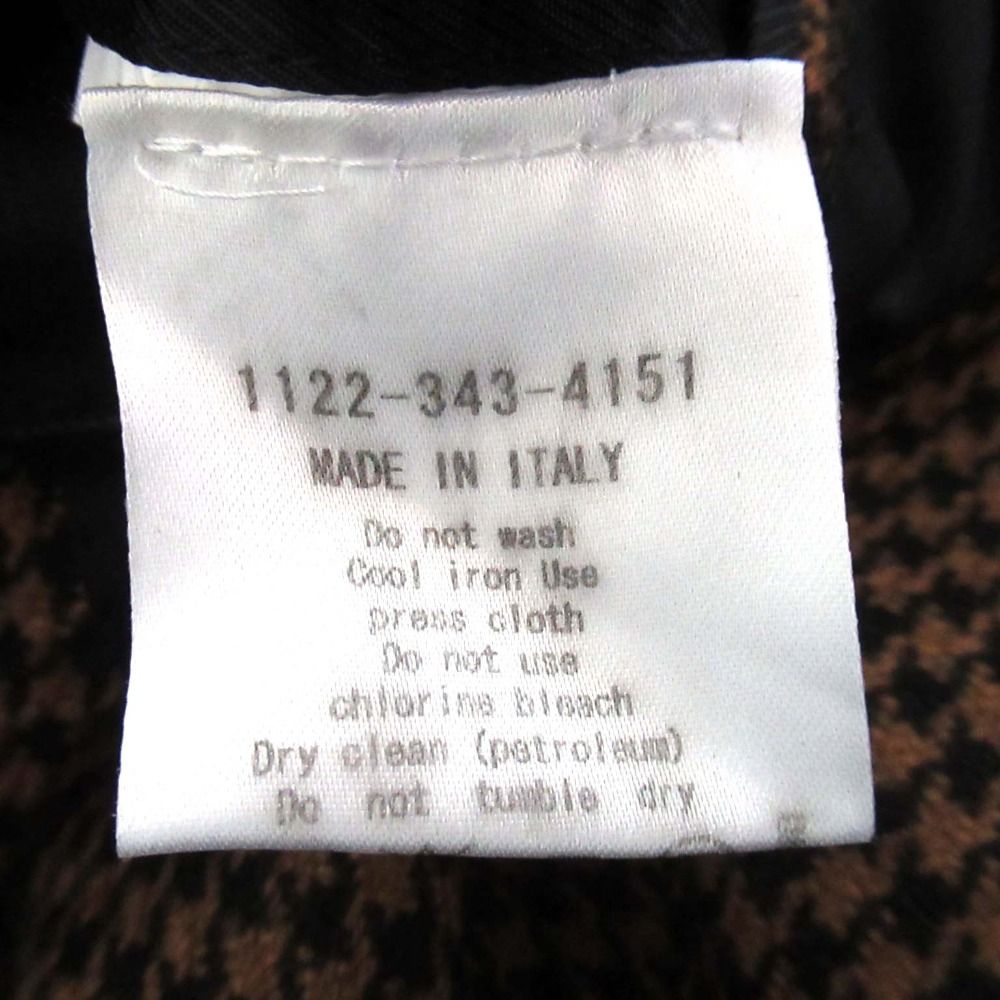 1122-343-4151
MADE IN ITALY
Do not wash
Cool iron Use
press cloth
Do not use
chlorine bleach
Dry clean (petroleum)
Do not tumble dry